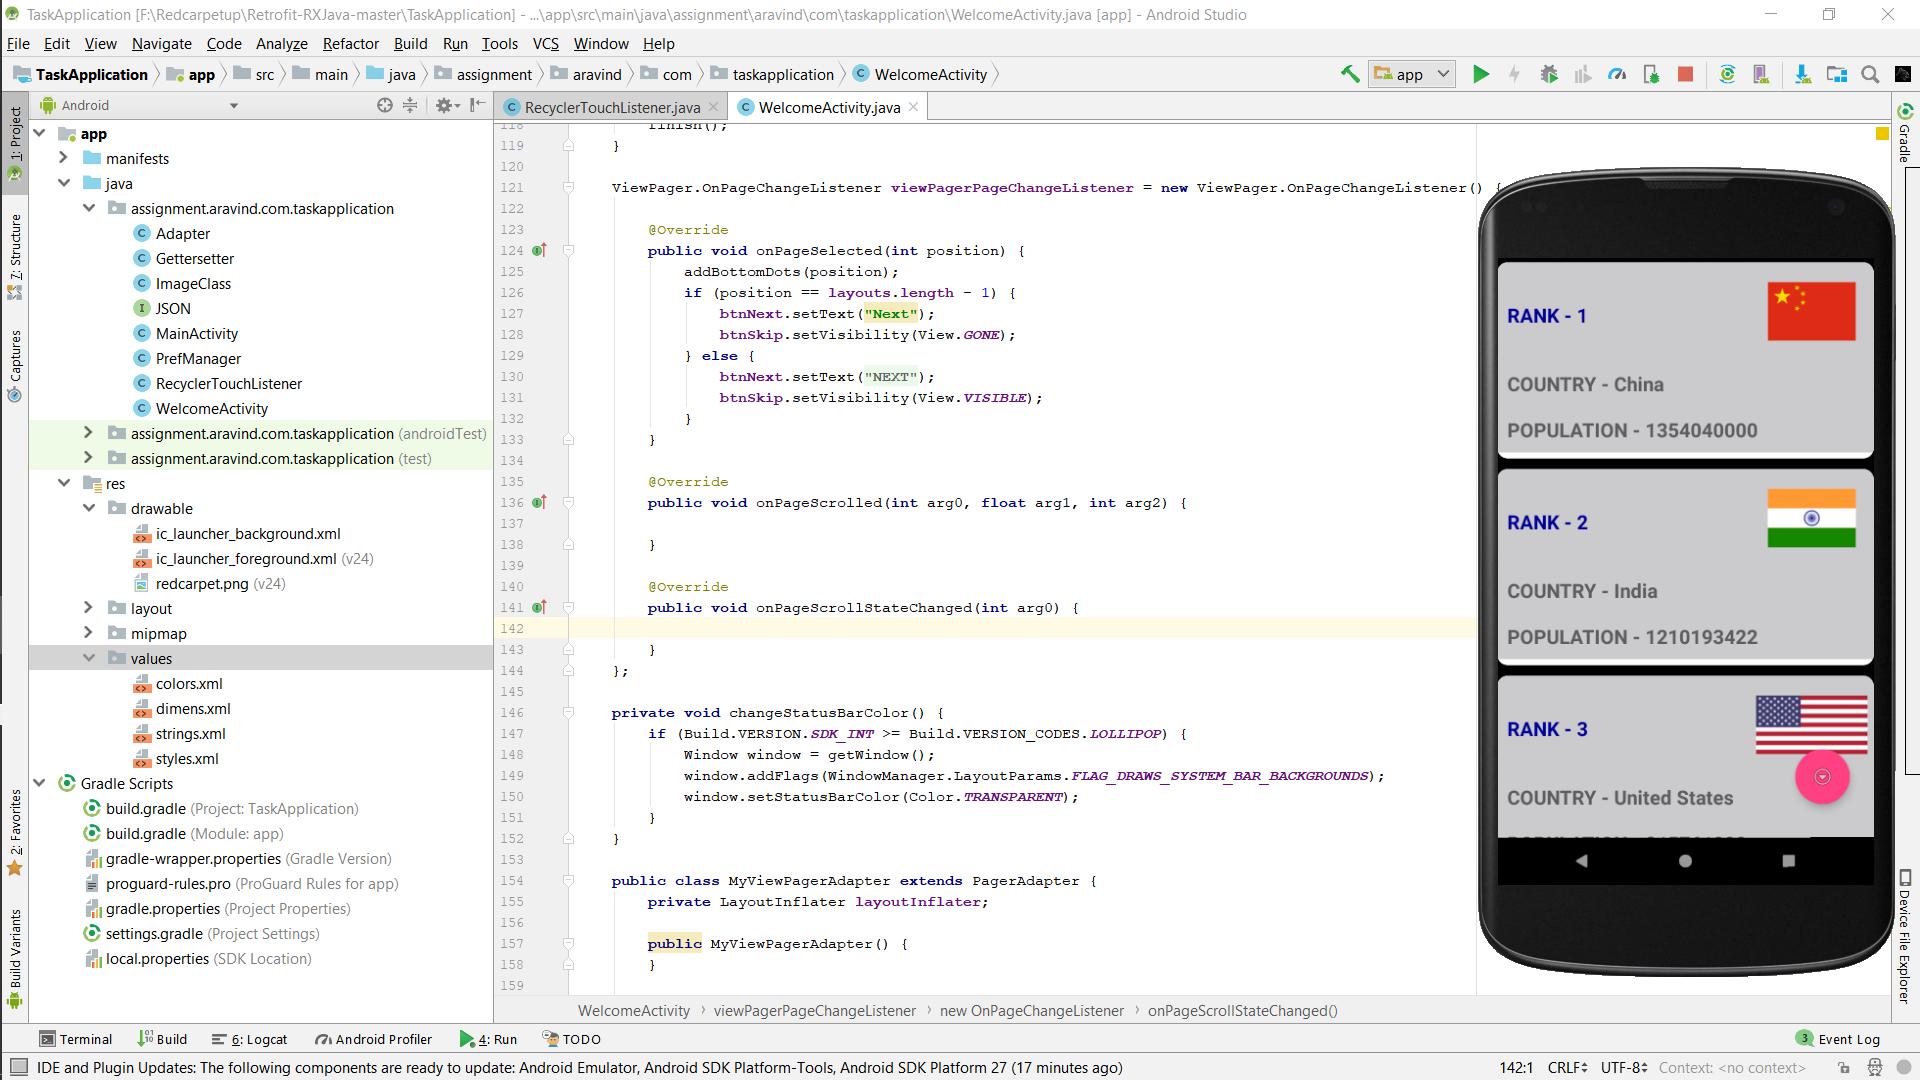 TaskApplication [F:\Redcarpetup\Retrofit-RXJava-master\TaskApplication] - ...\app\src\main\java\assignment\aravind\com\taskapplication\WelcomeActivity.java [app] - Android Studio
File Edit View Navigate Code Analyze Refactor Build Run Tools VCS Window Help
TaskApplication app src main java assignment aravind com taskapplication WelcomeActivity
app
Android
RecyclerTouchListener.java WelcomeActivity.java
1: Project
7: Structure
Captures
2: Favorites
Build Variants
app
manifests
java
assignment.aravind.com.taskapplication
Adapter
Gettersetter
ImageClass
JSON
MainActivity
PrefManager
RecyclerTouchListener
WelcomeActivity
assignment.aravind.com.taskapplication (androidTest)
assignment.aravind.com.taskapplication (test)
res
drawable
ic_launcher_background.xml
ic_launcher_foreground.xml (v24)
redcarpet.png (v24)
layout
mipmap
values
colors.xml
dimens.xml
strings.xml
styles.xml
Gradle Scripts
build.gradle (Project: TaskApplication)
build.gradle (Module: app)
gradle-wrapper.properties (Gradle Version)
proguard-rules.pro (ProGuard Rules for app)
gradle.properties (Project Properties)
settings.gradle (Project Settings)
local.properties (SDK Location)
118 finish();
119 }
120
121 ViewPager.OnPageChangeListener viewPagerPageChangeListener = new ViewPager.OnPageChangeListener() {
122
123 @Override
124 public void onPageSelected(int position) {
125 addBottomDots(position);
126 if (position == layouts.length - 1) {
127 btnNext.setText("Next");
128 btnSkip.setVisibility(View.GONE);
129 } else {
130 btnNext.setText("NEXT");
131 btnSkip.setVisibility(View.VISIBLE);
132 }
133 }
134
135 @Override
136 public void onPageScrolled(int arg0, float arg1, int arg2) {
137
138 }
139
140 @Override
141 public void onPageScrollStateChanged(int arg0) {
142
143 }
144 };
145
146 private void changeStatusBarColor() {
147 if (Build.VERSION.SDK_INT >= Build.VERSION_CODES.LOLLIPOP) {
148 Window window = getWindow();
149 window.addFlags(WindowManager.LayoutParams.FLAG_DRAWS_SYSTEM_BAR_BACKGROUNDS);
150 window.setStatusBarColor(Color.TRANSPARENT);
151 }
152 }
153
154 public class MyViewPagerAdapter extends PagerAdapter {
155 private LayoutInflater layoutInflater;
156
157 public MyViewPagerAdapter() {
158 }
159
WelcomeActivity viewPagerPageChangeListener new OnPageChangeListener onPageScrollStateChanged()
RANK - 1
COUNTRY - China
POPULATION - 1354040000
RANK - 2
COUNTRY - India
POPULATION - 1210193422
RANK - 3
COUNTRY - United States
Gradle
Device File Explorer
Terminal Build 6: Logcat Android Profiler 4: Run TODO 3 Event Log
IDE and Plugin Updates: The following components are ready to update: Android Emulator, Android SDK Platform-Tools, Android SDK Platform 27 (17 minutes ago) 142:1 CRLF UTF-8 Context: <no context>